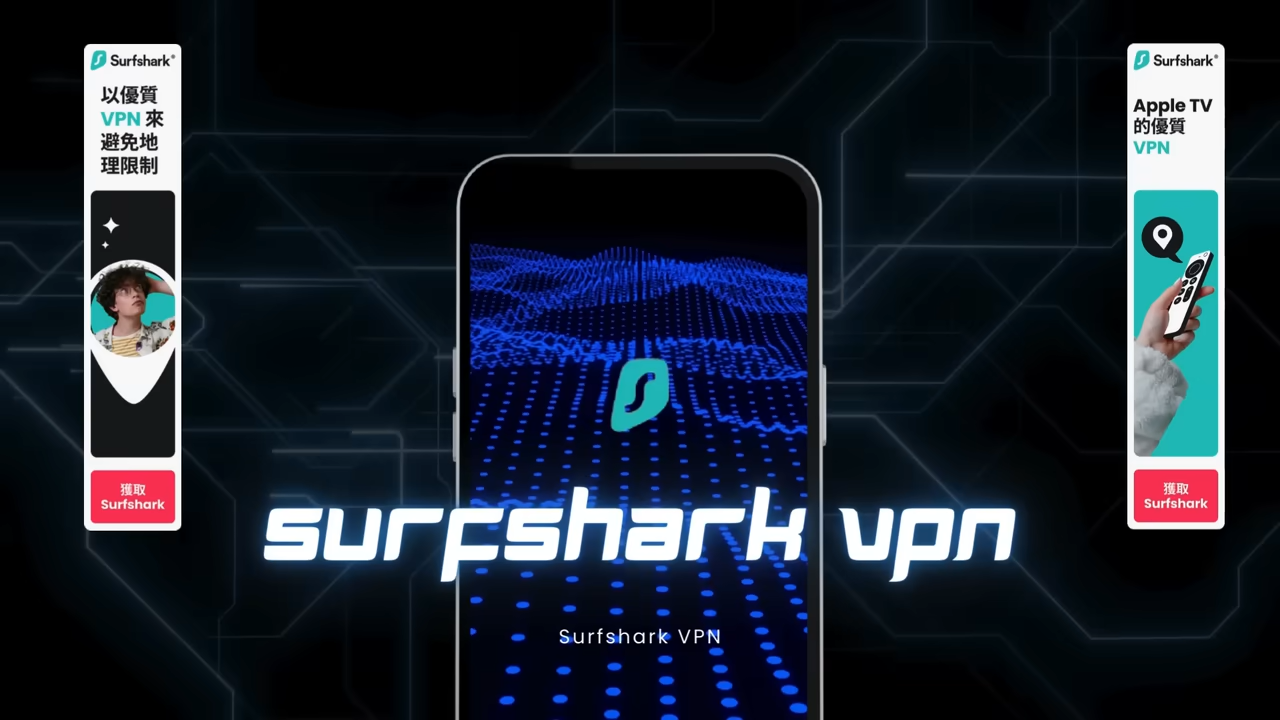 Surfshark®
以優質
VPN 來
避免地
理限制
獲取
Surfshark
surfshark vpn
Surfshark VPN
Surfshark®
Apple TV
的優質
VPN
獲取
Surfshark